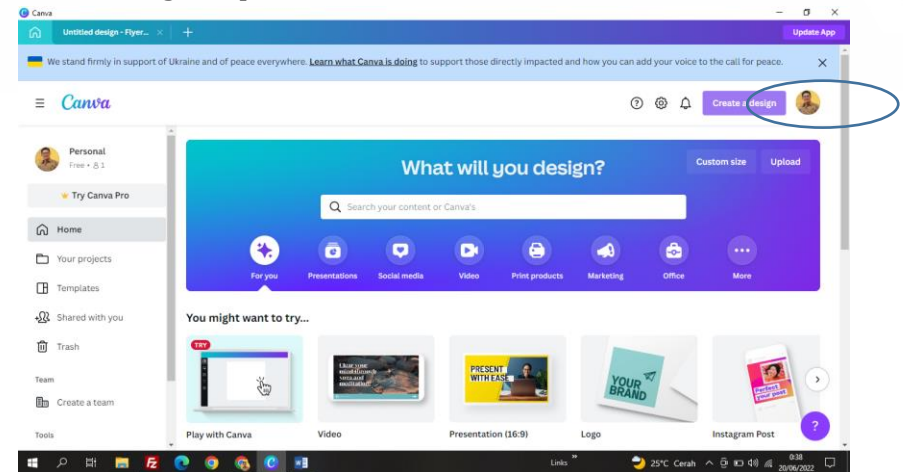 Canva
Untitled design - Flyer...
Update App
We stand firmly in support of Ukraine and of peace everywhere. Learn what Canva is doing to support those directly impacted and how you can add your voice to the call for peace.
Canva
Create a design
Personal
Free • 1
Try Canva Pro
Home
Your projects
Templates
Shared with you
Trash
Team
Create a team
Tools
What will you design?
Custom size
Upload
Search your content or Canva's
For you
Presentations
Social media
Video
Print products
Marketing
Office
More
You might want to try...
TRY
PRESENT
WITH EASE
YOUR
BRAND
Perfect
your post
Play with Canva
Video
Presentation (16:9)
Logo
Instagram Post
?
Links
25°C Cerah
0:38
20/06/2022